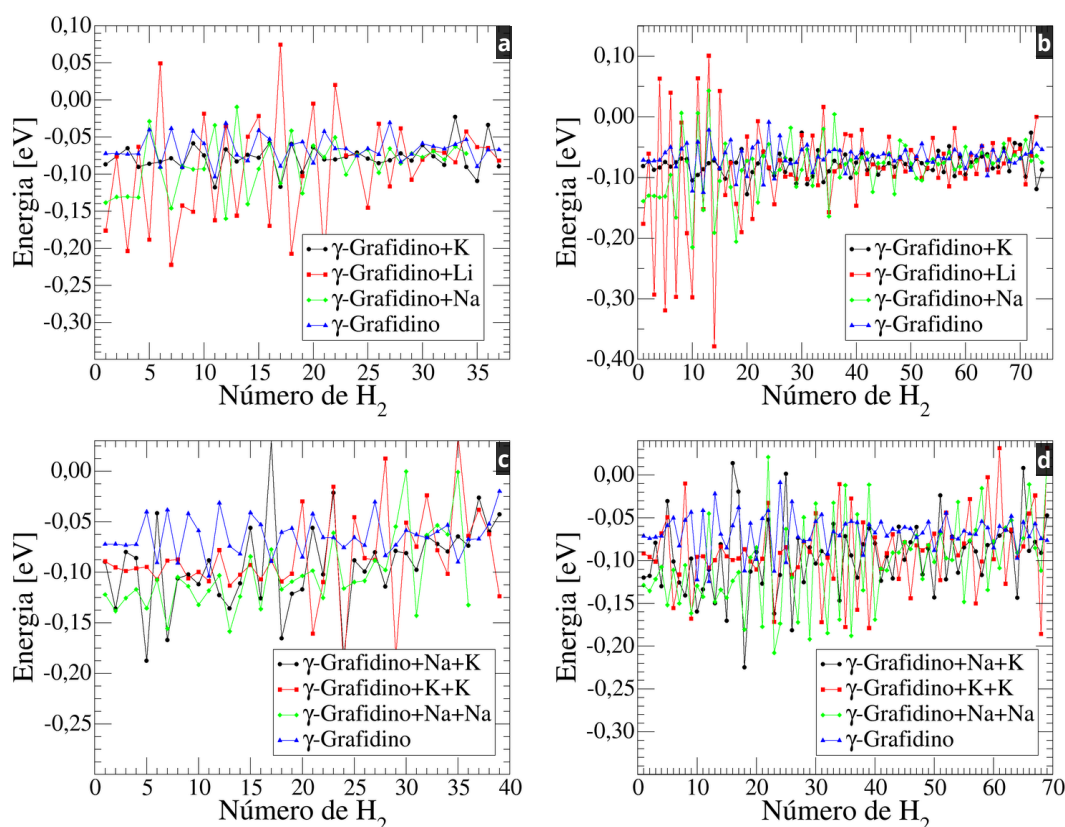 a
0,10
0,05
0,00
-0,05
-0,10
-0,15
-0,20
-0,25
-0,30
Energia [eV]
γ-Grafidino+K
γ-Grafidino+Li
γ-Grafidino+Na
γ-Grafidino
0 5 10 15 20 25 30 35
Número de H2
b
0,10
0,00
-0,10
-0,20
-0,30
-0,40
Energia [eV]
γ-Grafidino+K
γ-Grafidino+Li
γ-Grafidino+Na
γ-Grafidino
0 10 20 30 40 50 60 70
Número de H2
c
0,00
-0,05
-0,10
-0,15
-0,20
-0,25
Energia [eV]
γ-Grafidino+Na+K
γ-Grafidino+K+K
γ-Grafidino+Na+Na
γ-Grafidino
0 5 10 15 20 25 30 35 40
Número de H2
d
0,00
-0,05
-0,10
-0,15
-0,20
-0,25
-0,30
Energia [eV]
γ-Grafidino+Na+K
γ-Grafidino+K+K
γ-Grafidino+Na+Na
γ-Grafidino
0 10 20 30 40 50 60 70
Número de H2